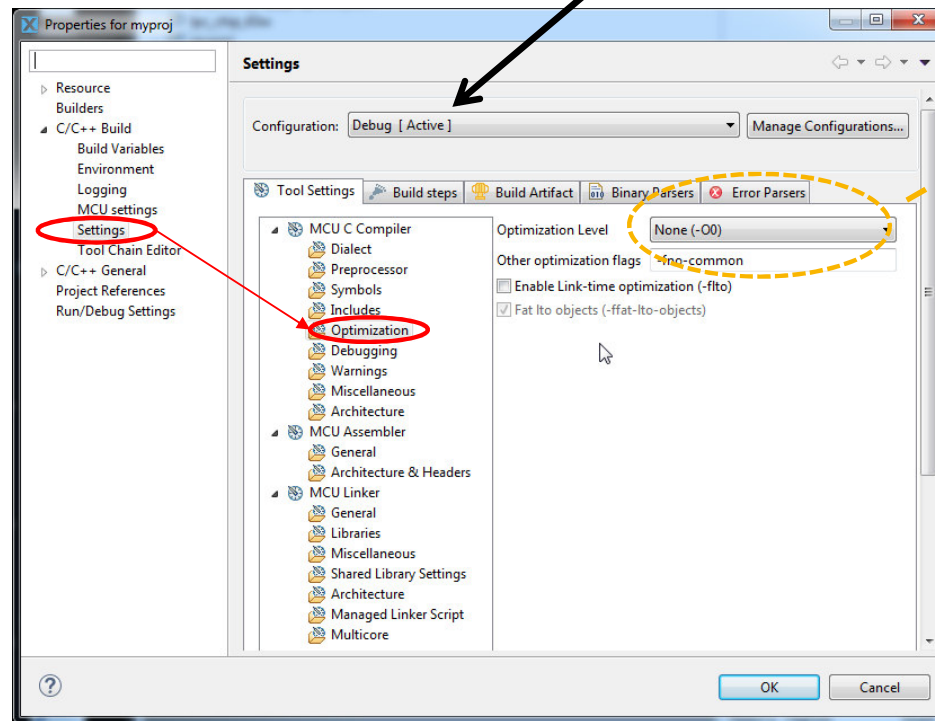 Properties for myproj
Settings
Resource
Builders
C/C++ Build
Build Variables
Environment
Logging
MCU settings
Settings
Tool Chain Editor
C/C++ General
Project References
Run/Debug Settings
Configuration: Debug [ Active ] Manage Configurations...
Tool Settings Build steps Build Artifact Binary Parsers Error Parsers
MCU C Compiler
Dialect
Preprocessor
Symbols
Includes
Optimization
Debugging
Warnings
Miscellaneous
Architecture
MCU Assembler
General
Architecture & Headers
MCU Linker
General
Libraries
Miscellaneous
Shared Library Settings
Architecture
Managed Linker Script
Multicore
Optimization Level None (-O0)
Other optimization flags -fno-common
Enable Link-time optimization (-flto)
Fat lto objects (-ffat-lto-objects)
OK Cancel